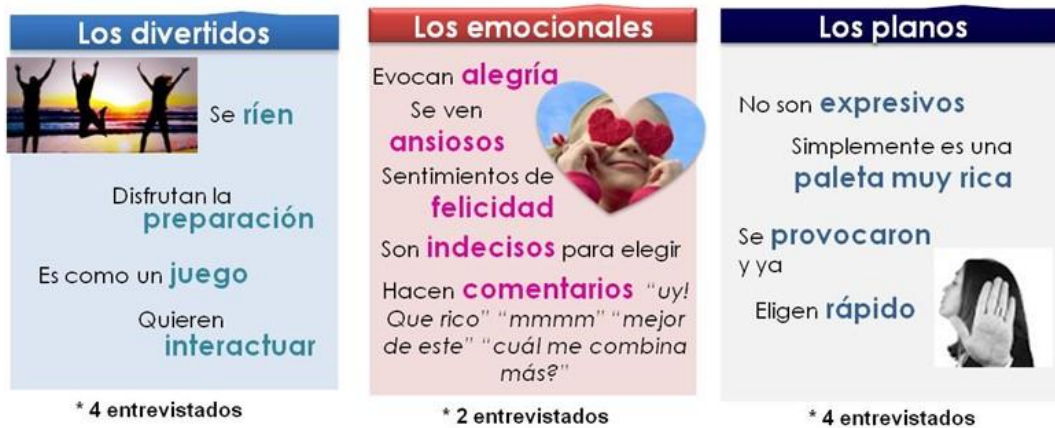 Los divertidos
Se ríen
Disfrutan la
preparación
Es como un juego
Quieren
interactuar
* 4 entrevistados
Los emocionales
Evocan alegría
Se ven
ansiosos
Sentimientos de
felicidad
Son indecisos para elegir
Hacen comentarios “uy!
Que rico” “mmmm” “mejor
de este” “cuál me combina
más?”
* 2 entrevistados
Los planos
No son expresivos
Simplemente es una
paleta muy rica
Se provocaron
y ya
Eligen rápido
* 4 entrevistados